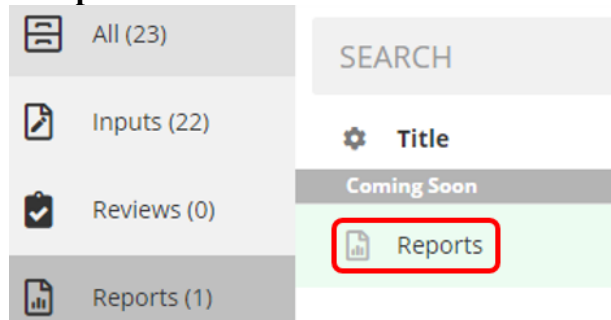 All (23)
Inputs (22)
Reviews (0)
Reports (1)
SEARCH
Title
Coming Soon
Reports